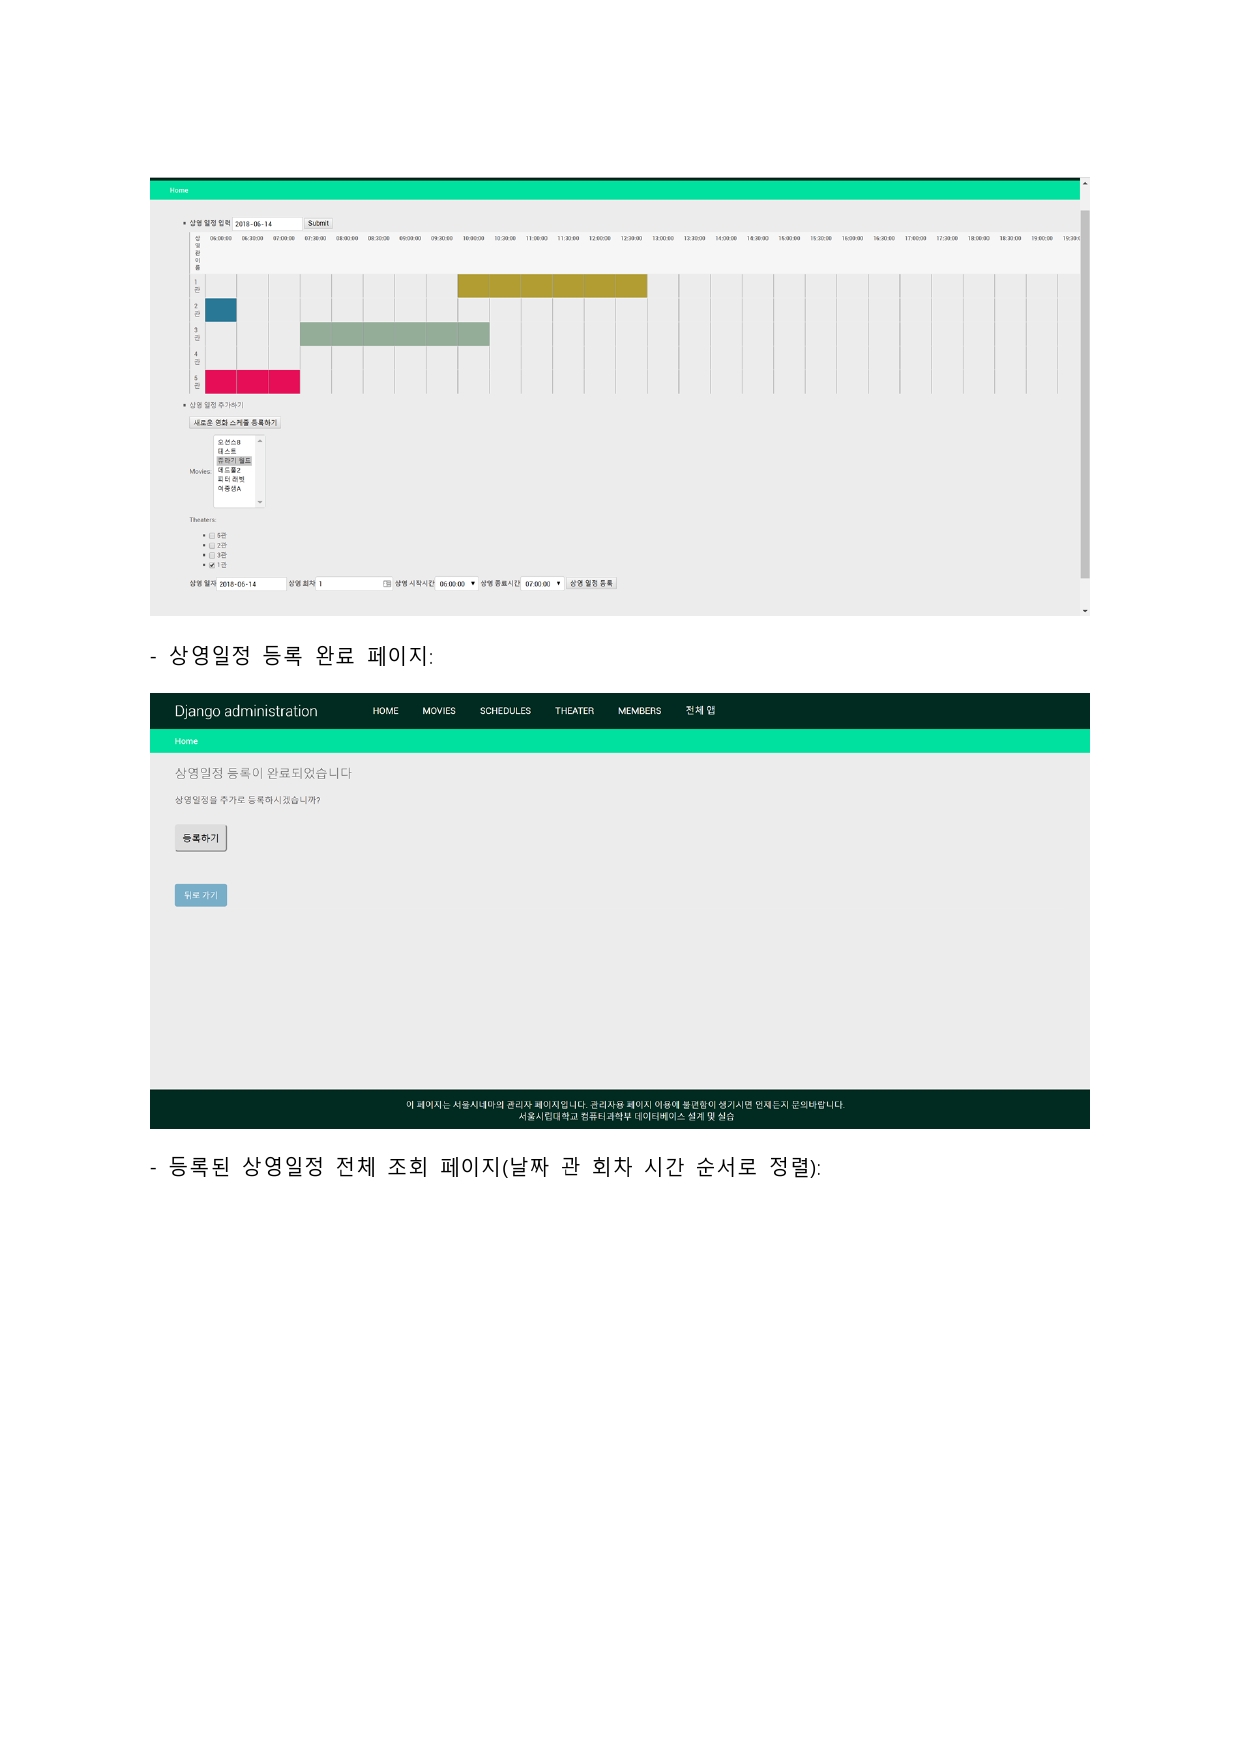 Home
상영 일정 입력 2018-06-14 Submit
상영관이름 06:00:00 06:30:00 07:00:00 07:30:00 08:00:00 08:30:00 09:00:00 09:30:00 10:00:00 10:30:00 11:00:00 11:30:00 12:00:00 12:30:00 13:00:00 13:30:00 14:00:00 14:30:00 15:00:00 15:30:00 16:00:00 16:30:00 17:00:00 17:30:00 18:00:00 18:30:00 19:00:00 19:30:0
1관
2관
3관
4관
5관
상영 일정 추가하기
새로운 영화 스케줄 등록하기
Movies:
오션스8
테스트
쥬라기 월드
데드풀2
피터 래빗
여중생A
Theaters:
5관
2관
3관
1관
상영 일자 2018-06-14 상영 회차 1 상영 시작시간 06:00:00 상영 종료시간 07:00:00 상영 일정 등록
- 상영일정 등록 완료 페이지:
Django administration HOME MOVIES SCHEDULES THEATER MEMBERS 전체 앱
Home
상영일정 등록이 완료되었습니다
상영일정을 추가로 등록하시겠습니까?
등록하기
뒤로 가기
이 페이지는 서울시네마의 관리자 페이지입니다. 관리자용 페이지 이용에 불편함이 생기시면 언제든지 문의바랍니다.
서울시립대학교 컴퓨터과학부 데이터베이스 설계 및 실습
- 등록된 상영일정 전체 조회 페이지(날짜 관 회차 시간 순서로 정렬):